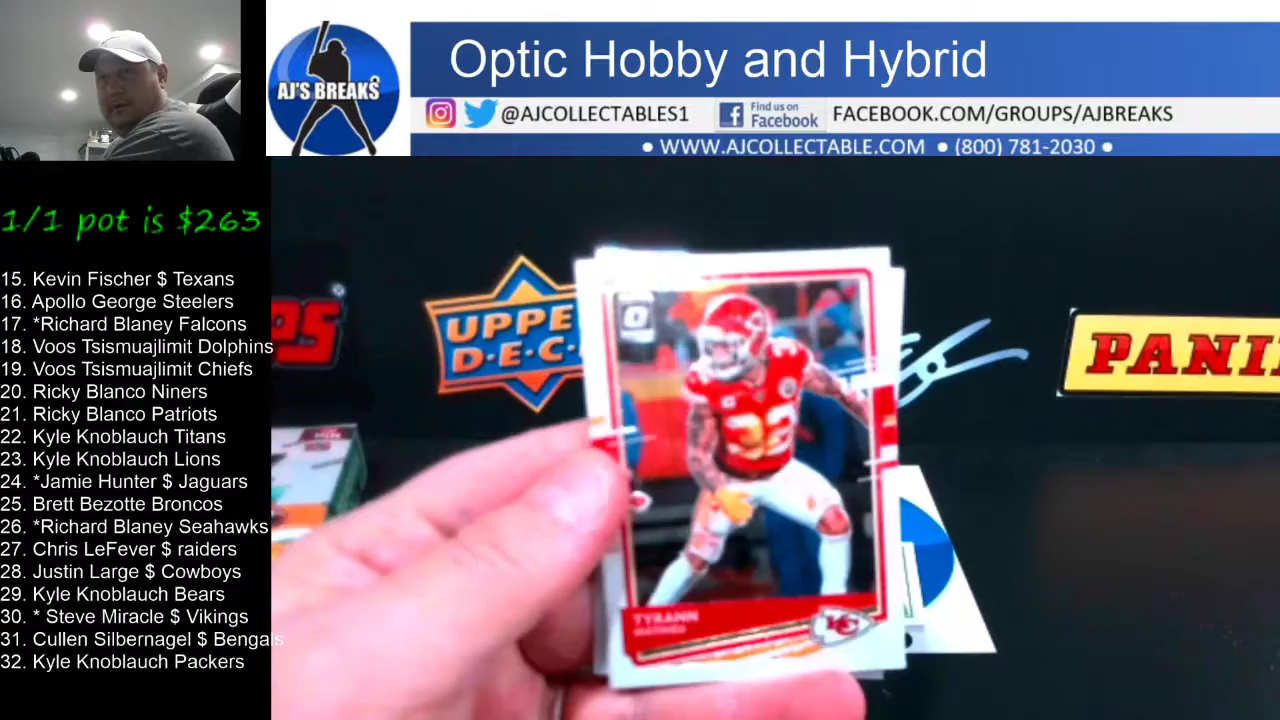 Optic Hobby and Hybrid
AJ'S BREAKS
@AJCOLLECTABLES1
Find us on
Facebook
FACEBOOK.COM/GROUPS/AJBREAKS
• WWW.AJCOLLECTABLE.COM • (800) 781-2030 •
1/1 pot is $263
15. Kevin Fischer $ Texans
16. Apollo George Steelers
17. *Richard Blaney Falcons
18. Voos Tsismuajlimit Dolphins
19. Voos Tsismuajlimit Chiefs
20. Ricky Blanco Niners
21. Ricky Blanco Patriots
22. Kyle Knoblauch Titans
23. Kyle Knoblauch Lions
24. *Jamie Hunter $ Jaguars
25. Brett Bezotte Broncos
26. *Richard Blaney Seahawks
27. Chris LeFever $ raiders
28. Justin Large $ Cowboys
29. Kyle Knoblauch Bears
30. * Steve Miracle $ Vikings
31. Cullen Silbernagel $ Bengals
32. Kyle Knoblauch Packers
UPPE
D·E·C
PANI
O
32
TYRANN
MATHIEU
KC